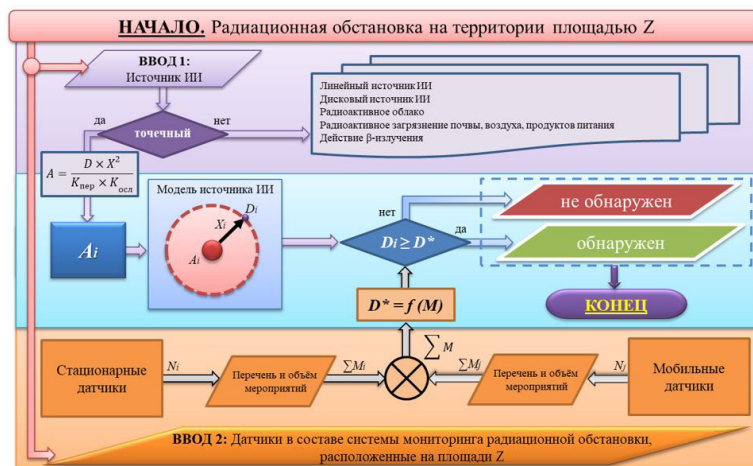 НАЧАЛО. Радиационная обстановка на территории площадью Z
ВВОД 1:
Источник ИИ
да
точечный
нет
Линейный источник ИИ
Дисковый источник ИИ
Радиоактивное облако
Радиоактивное загрязнение почвы, воздуха, продуктов питания
Действие β-излучения
A = D × X² / Kпер × Kосл
Ai
Модель источника ИИ
Di
Xi
Ai
нет
Di ≥ D*
да
не обнаружен
обнаружен
КОНЕЦ
D* = f (M)
∑ M
Стационарные
датчики
Ni
Перечень и объём
мероприятий
∑Mi
∑Mj
Перечень и объём
мероприятий
Nj
Мобильные
датчики
ВВОД 2: Датчики в составе системы мониторинга радиационной обстановки,
расположенные на площади Z